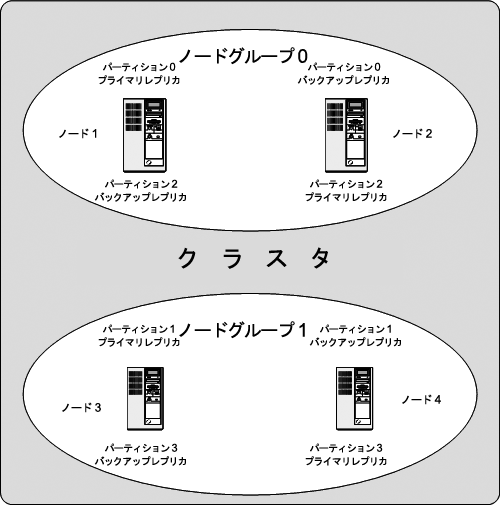 ノードグループ0
パーティション0
プライマリレプリカ
パーティション0
バックアップレプリカ
ノード1
ノード2
パーティション2
バックアップレプリカ
パーティション2
プライマリレプリカ
クラスタ
ノードグループ1
パーティション1
プライマリレプリカ
パーティション1
バックアップレプリカ
ノード3
ノード4
パーティション3
バックアップレプリカ
パーティション3
プライマリレプリカ